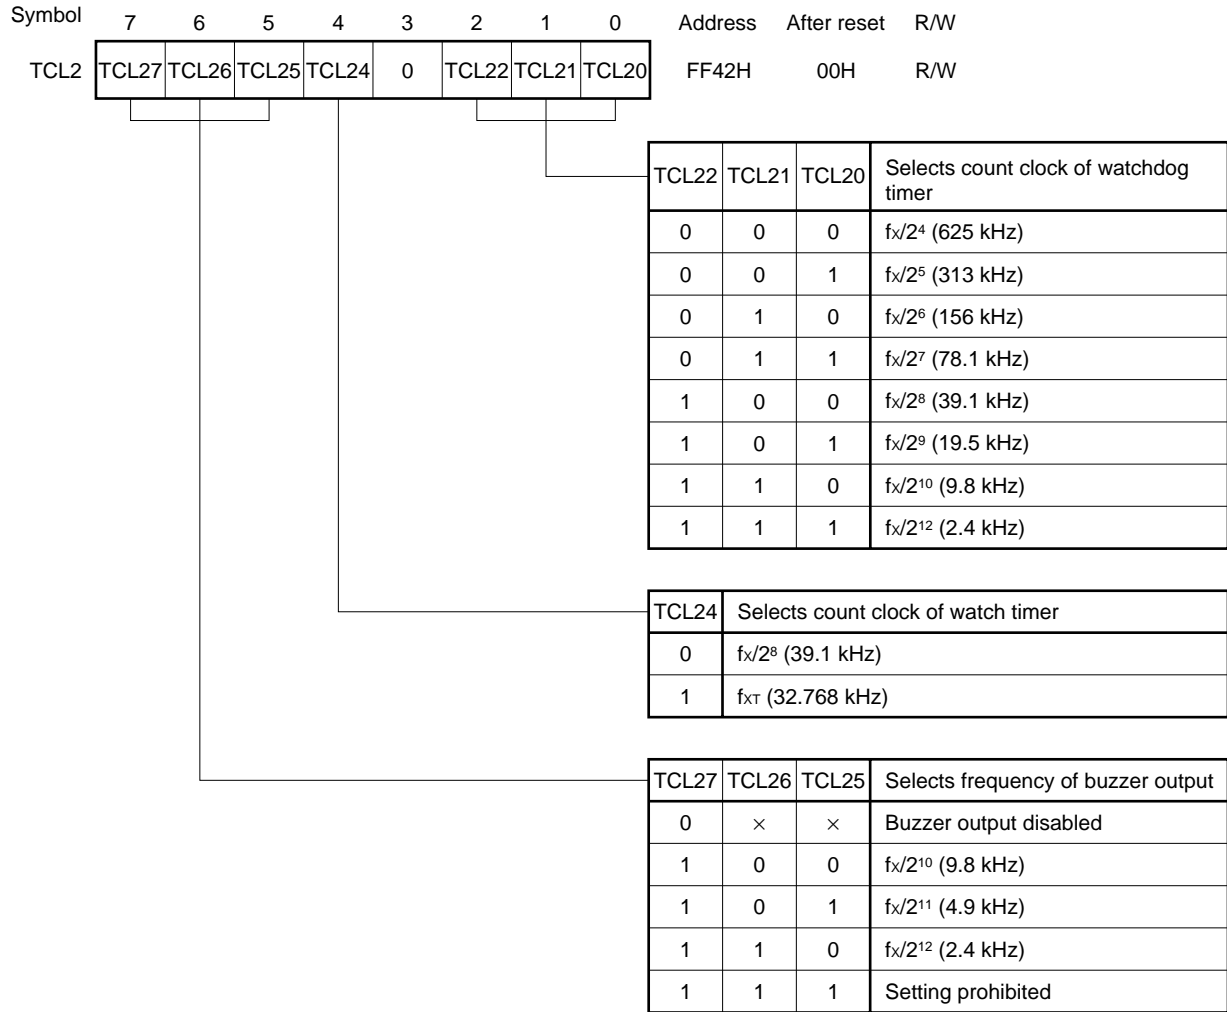 Symbol 7 6 5 4 3 2 1 0 Address After reset R/W
TCL2 TCL27 TCL26 TCL25 TCL24 0 TCL22 TCL21 TCL20 FF42H 00H R/W
TCL22 TCL21 TCL20 Selects count clock of watchdog
timer
0 0 0 fx/2⁴ (625 kHz)
0 0 1 fx/2⁵ (313 kHz)
0 1 0 fx/2⁶ (156 kHz)
0 1 1 fx/2⁷ (78.1 kHz)
1 0 0 fx/2⁸ (39.1 kHz)
1 0 1 fx/2⁹ (19.5 kHz)
1 1 0 fx/2¹⁰ (9.8 kHz)
1 1 1 fx/2¹² (2.4 kHz)
TCL24 Selects count clock of watch timer
0 fx/2⁸ (39.1 kHz)
1 fXT (32.768 kHz)
TCL27 TCL26 TCL25 Selects frequency of buzzer output
0 × × Buzzer output disabled
1 0 0 fx/2¹⁰ (9.8 kHz)
1 0 1 fx/2¹¹ (4.9 kHz)
1 1 0 fx/2¹² (2.4 kHz)
1 1 1 Setting prohibited